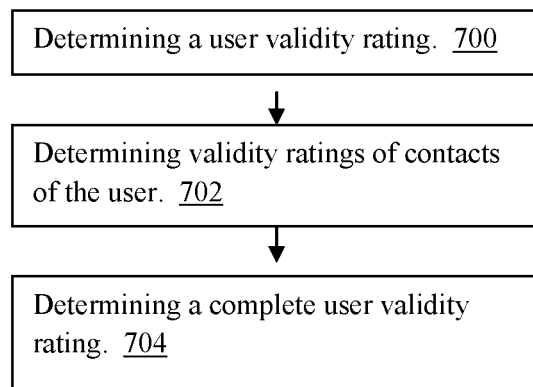 Determining a user validity rating. 700
Determining validity ratings of contacts
of the user. 702
Determining a complete user validity
rating. 704